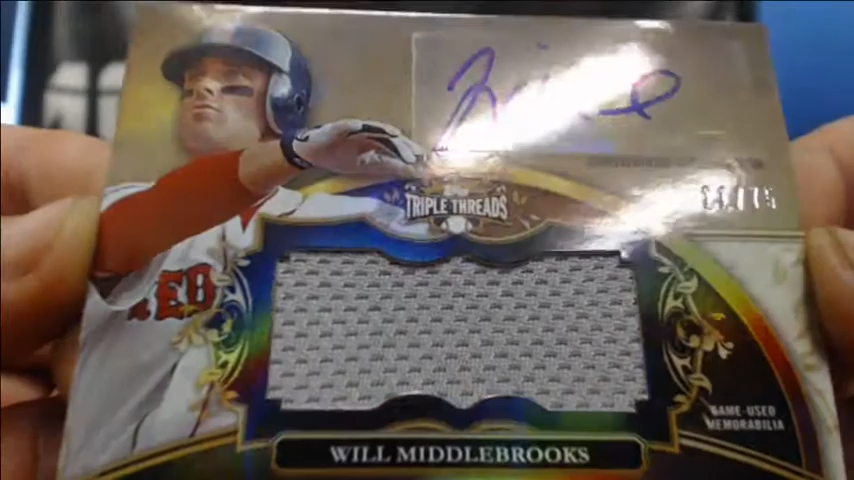 TRIPLE THREADS
RED
GAME-USED
MEMORABILIA
WILL MIDDLEBROOKS